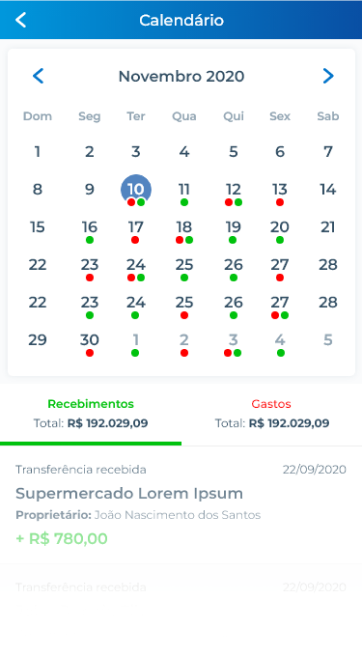 Calendário
Novembro 2020
Dom Seg Ter Qua Qui Sex Sab
1 2 3 4 5 6 7
8 9 10 11 12 13 14
15 16 17 18 19 20 21
22 23 24 25 26 27 28
22 23 24 25 26 27 28
29 30 1 2 3 4 5
Recebimentos Gastos
Total: R$ 192.029,09 Total: R$ 192.029,09
Transferência recebida 22/09/2020
Supermercado Lorem Ipsum
Proprietário: João Nascimento dos Santos
+ R$ 780,00
Transferência recebida 22/09/2020